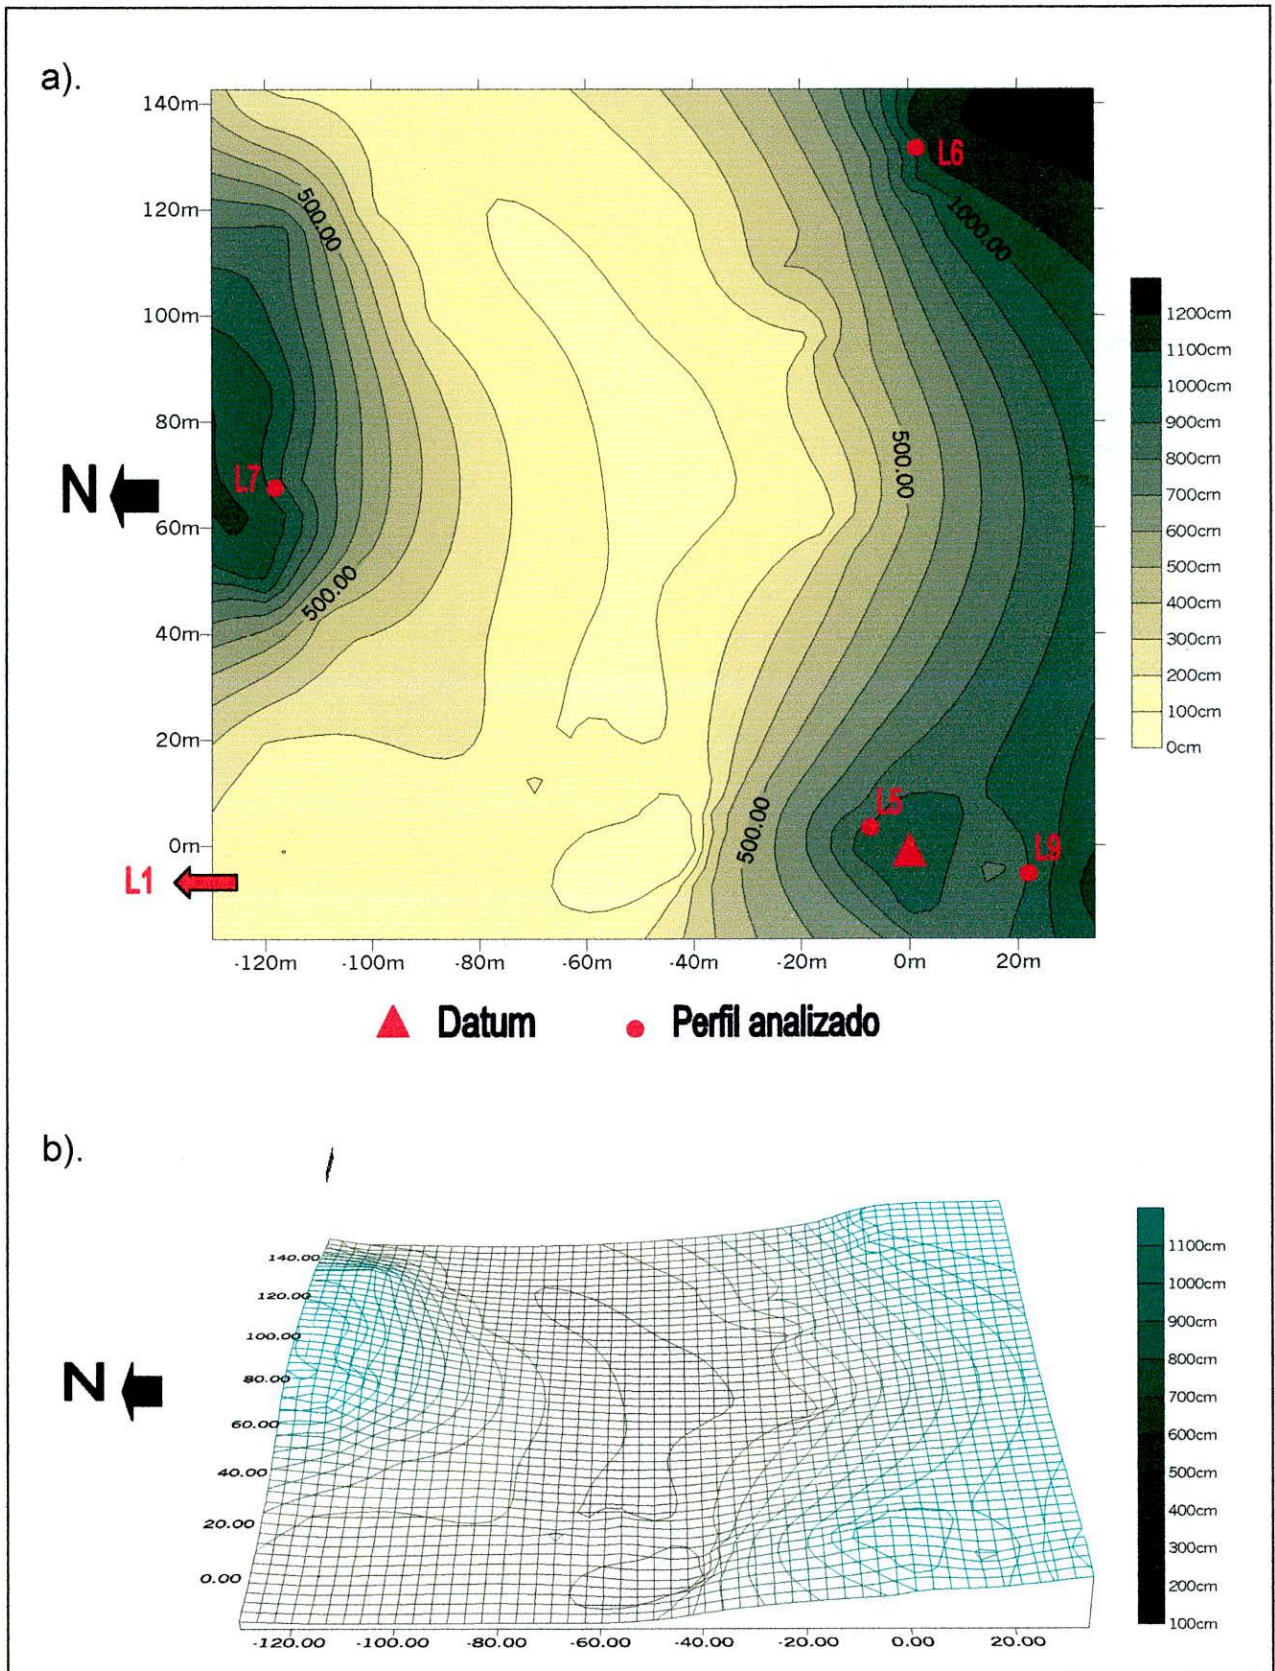 a).
140m
120m
100m
80m
60m
40m
20m
0m
500.00
500.00
500.00
500.00
1000.00
L6
L7
L5
L9
L1
N
-120m -100m -80m -60m -40m -20m 0m 20m
1200cm
1100cm
1000cm
900cm
800cm
700cm
600cm
500cm
400cm
300cm
200cm
100cm
0cm
Datum Perfil analizado
b).
N
140.00
120.00
100.00
80.00
60.00
40.00
20.00
0.00
-120.00 -100.00 -80.00 -60.00 -40.00 -20.00 0.00 20.00
1100cm
1000cm
900cm
800cm
700cm
600cm
500cm
400cm
300cm
200cm
100cm